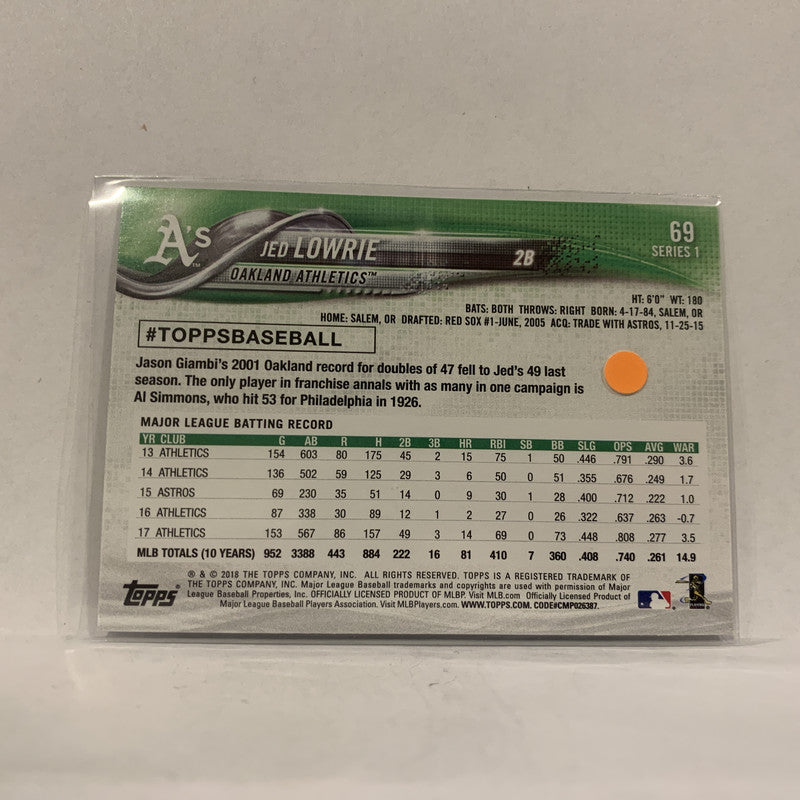 A's
JED LOWRIE
2B
OAKLAND ATHLETICS™
69
SERIES 1
HT: 6'0" WT: 180
BATS: BOTH THROWS: RIGHT BORN: 4-17-84, SALEM, OR
HOME: SALEM, OR DRAFTED: RED SOX #1-JUNE, 2005 ACQ: TRADE WITH ASTROS, 11-25-15
#TOPPSBASEBALL
Jason Giambi's 2001 Oakland record for doubles of 47 fell to Jed's 49 last
season. The only player in franchise annals with as many in one campaign is
Al Simmons, who hit 53 for Philadelphia in 1926.
MAJOR LEAGUE BATTING RECORD
YR CLUB G AB R H 2B 3B HR RBI SB BB SLG OPS AVG WAR
13 ATHLETICS 154 603 80 175 45 2 15 75 1 50 .446 .791 .290 3.6
14 ATHLETICS 136 502 59 125 29 3 6 50 0 51 .355 .676 .249 1.7
15 ASTROS 69 230 35 51 14 0 9 30 1 28 .400 .712 .222 1.0
16 ATHLETICS 87 338 30 89 12 1 2 27 0 26 .322 .637 .263 -0.7
17 ATHLETICS 153 567 86 157 49 3 14 69 0 73 .448 .808 .277 3.5
MLB TOTALS (10 YEARS) 952 3388 443 884 222 16 81 410 7 360 .408 .740 .261 14.9
® & © 2018 THE TOPPS COMPANY, INC. ALL RIGHTS RESERVED. TOPPS IS A REGISTERED TRADEMARK OF
THE TOPPS COMPANY, INC. Major League Baseball trademarks and copyrights are used with permission of Major
League Baseball Properties, Inc. OFFICIALLY LICENSED PRODUCT OF MLBP. Visit MLB.com Officially Licensed Product of
Major League Baseball Players Association. Visit MLBPlayers.com. WWW.TOPPS.COM. CODE#CMP026387.
TOPPS